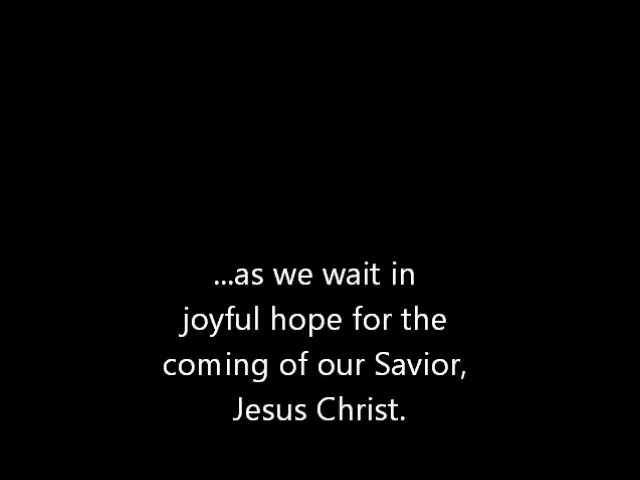 ...as we wait in
joyful hope for the
coming of our Savior,
Jesus Christ.